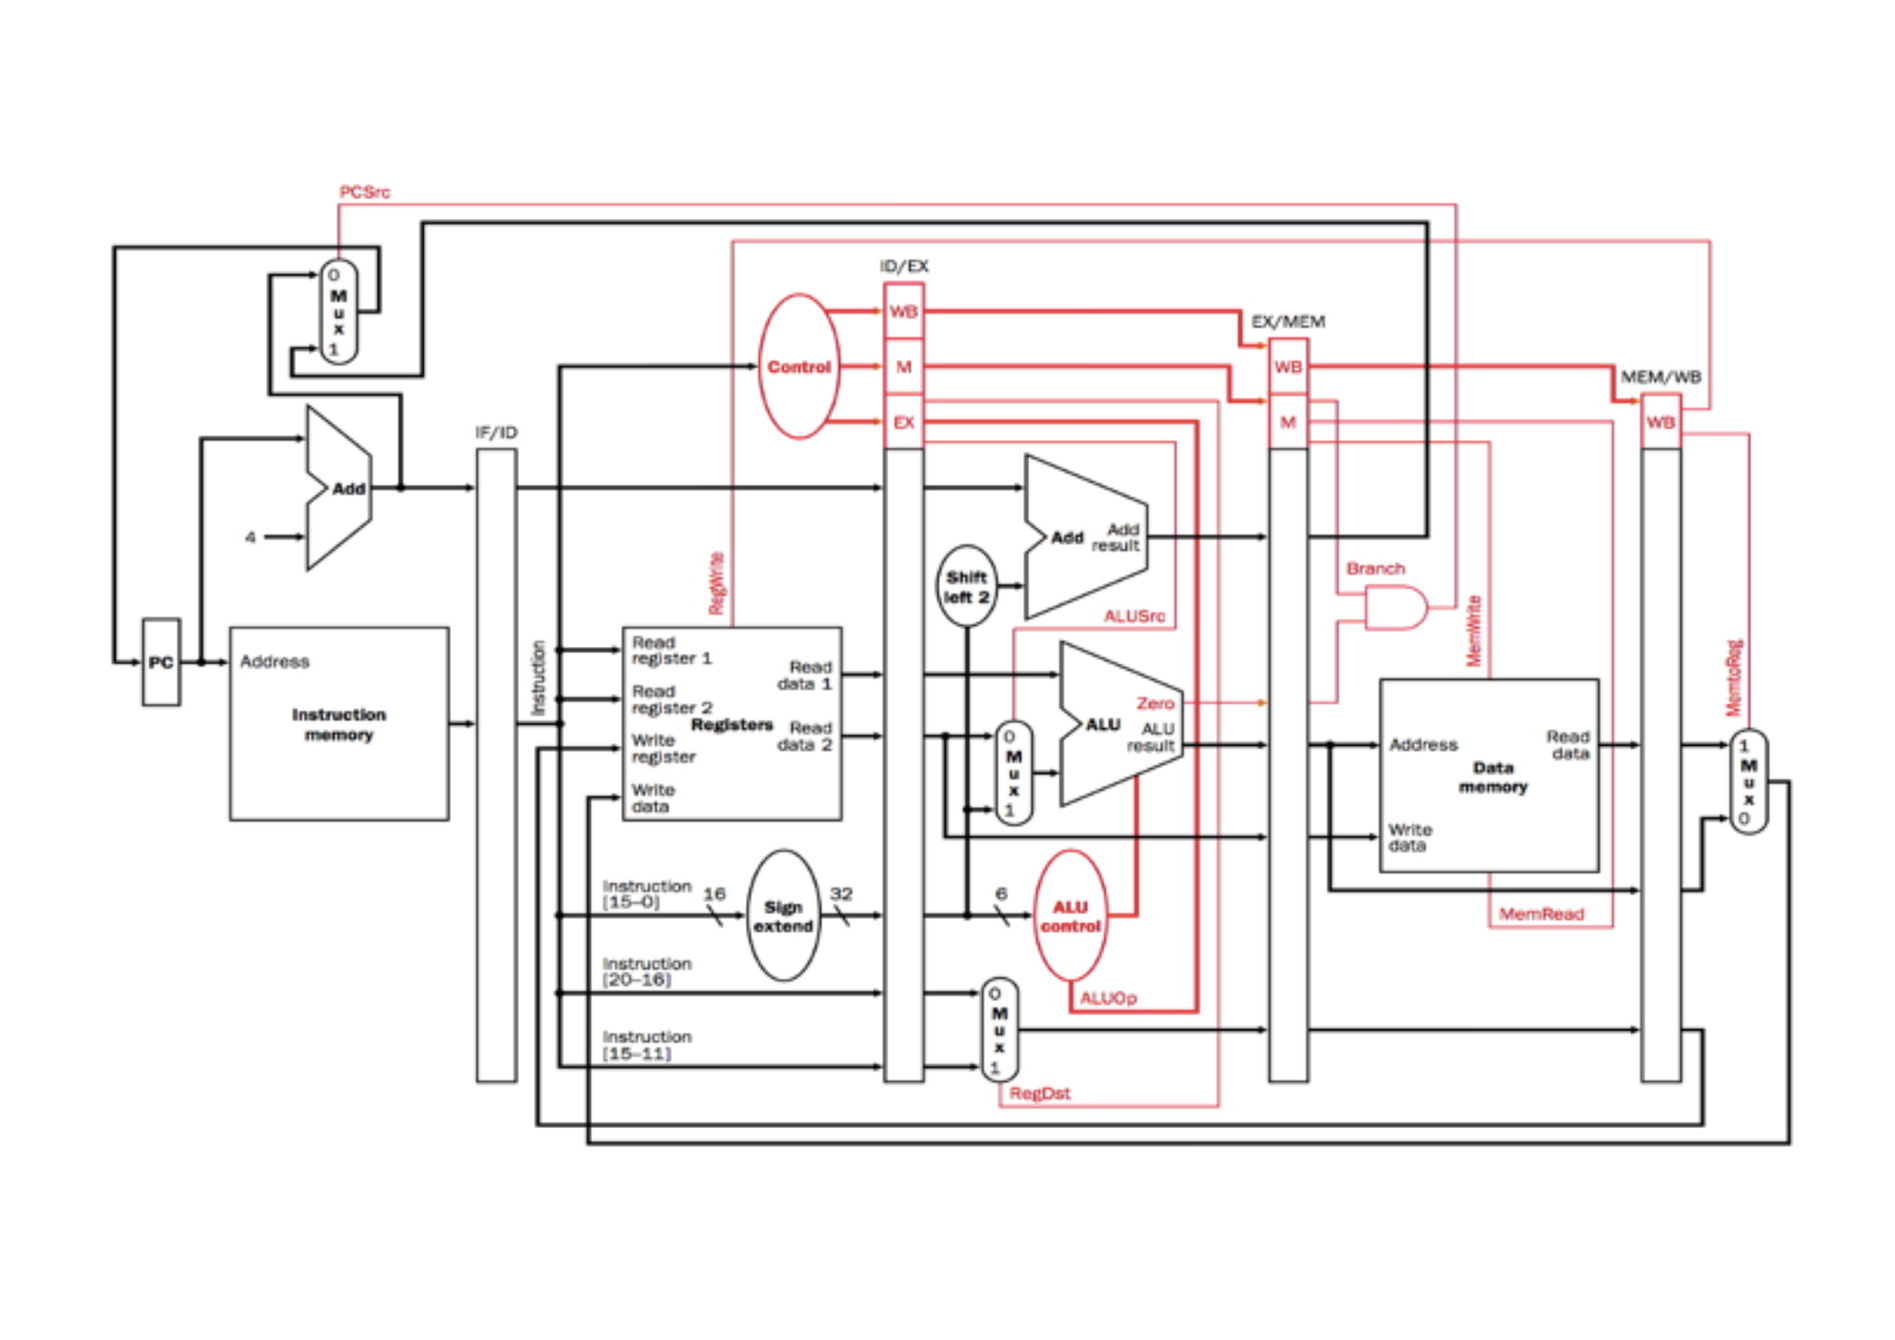 PCSrc
0
M
u
x
1
ID/EX
WB
M
EX
Control
EX/MEM
WB
M
MEM/WB
WB
IF/ID
Add
4
Add
Add
result
Shift
left 2
RegWrite
Branch
ALUSrc
MemWrite
MemtoReg
PC
Address
Instruction
memory
Instruction
Read
register 1
Read
register 2
Registers
Write
register
Write
data
Read
data 1
Read
data 2
0
M
u
x
1
Zero
ALU
ALU
result
Address
Read
data
Data
memory
Write
data
1
M
u
x
0
Instruction
[15–0]
16
Sign
extend
32
6
ALU
control
MemRead
Instruction
[20–16]
ALUOp
0
M
u
x
1
Instruction
[15–11]
RegDst